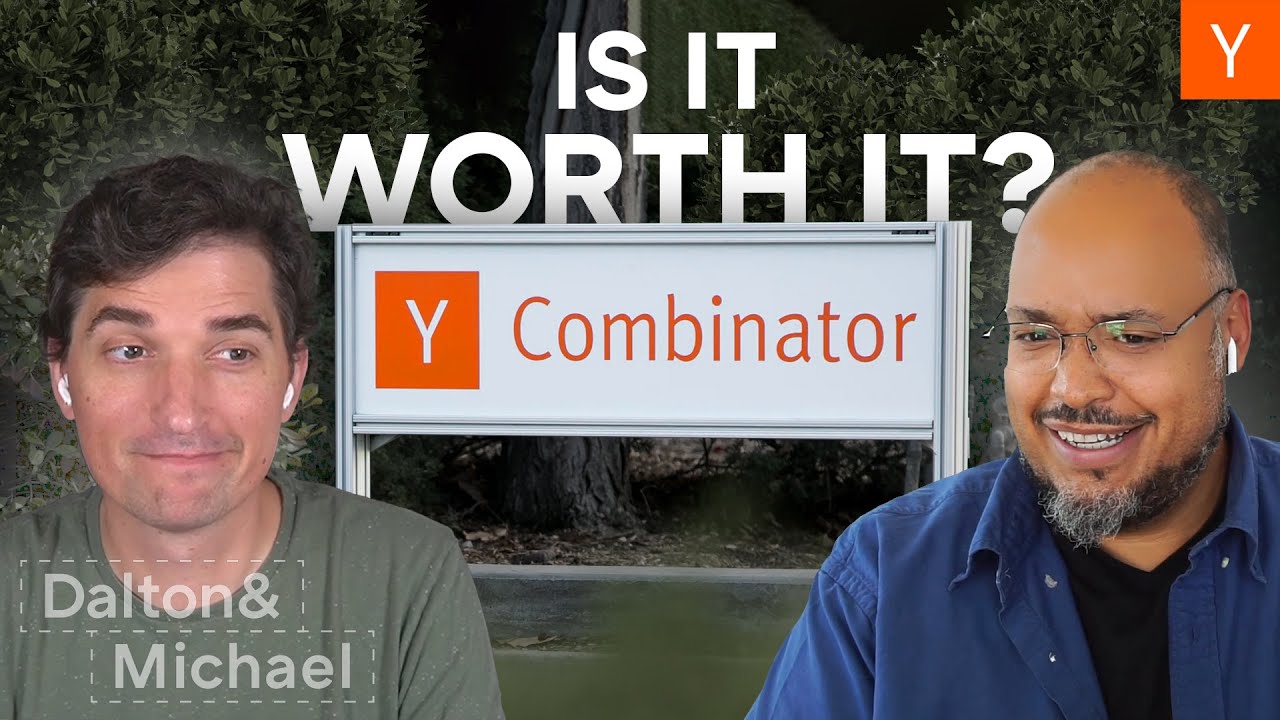 IS IT
WORTH IT?
Y
Y Combinator
Dalton&
Michael